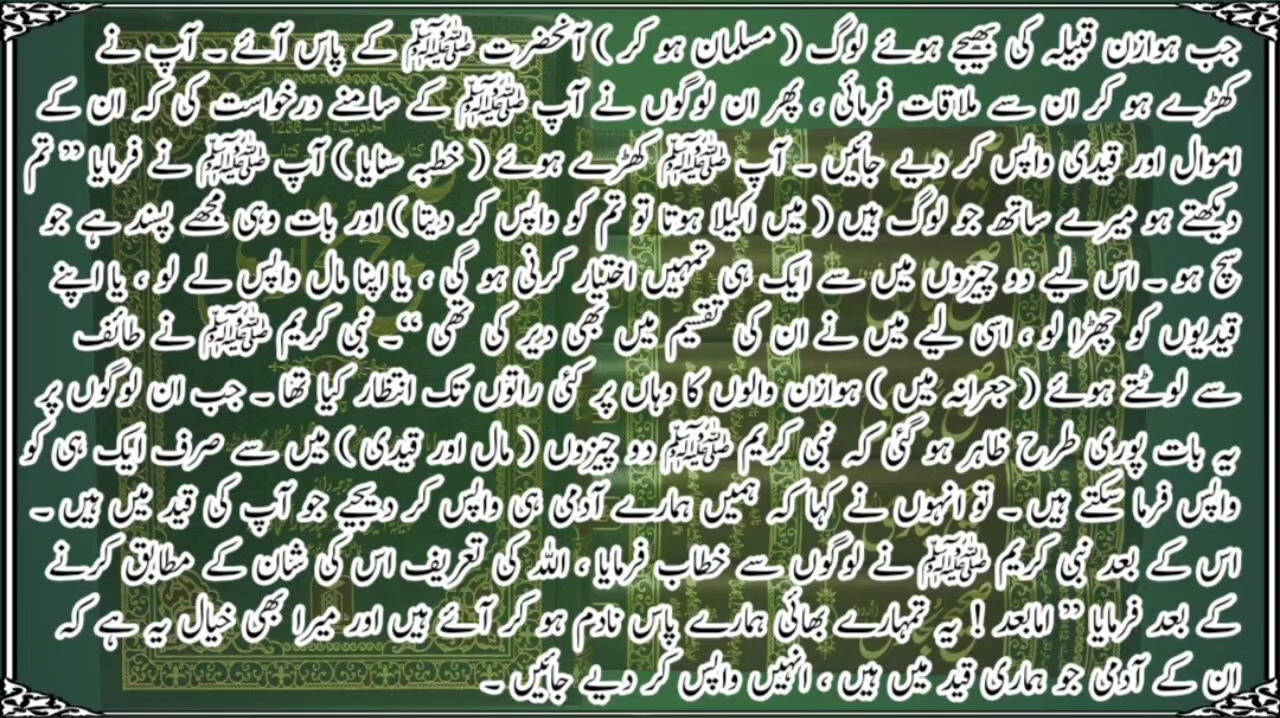 جب ہوازن قبیلہ کی بھیجے ہوئے لوگ ( مسلمان ہو کر ) آنحضرت ﷺ کے پاس آئے ۔ آپ نے
کھڑے ہو کر ان سے ملاقات فرمائی ، پھر ان لوگوں نے آپ ﷺ کے سامنے درخواست کی کہ ان کے
اموال اور قیدی واپس کر دیے جائیں ۔ آپ ﷺ کھڑے ہوئے ( خطبہ سنایا ) آپ ﷺ نے فرمایا ” تم
دیکھتے ہو میرے ساتھ جو لوگ ہیں ( میں اکیلا ہوتا تو تم کو واپس کر دیتا ) اور بات وہی مجھے پسند ہے جو
سچ ہو ۔ اس لیے دو چیزوں میں سے ایک ہی تمہیں اختیار کرنی ہو گی ، یا اپنا مال واپس لے لو ، یا اپنے
قیدیوں کو چھڑا لو ، اسی لیے میں نے ان کی تقسیم میں بھی دیر کی تھی “۔ نبی کریم ﷺ نے طائف
سے لوٹتے ہوئے ( جعرانہ میں ) ہوازن والوں کا وہاں پر کئی راتوں تک انتظار کیا تھا ۔ جب ان لوگوں پر
یہ بات پوری طرح ظاہر ہو گئی کہ نبی کریم ﷺ دو چیزوں ( مال اور قیدی ) میں سے صرف ایک ہی کو
واپس فرما سکتے ہیں ۔ تو انہوں نے کہا کہ ہمیں ہمارے آدمی ہی واپس کر دیجیے جو آپ کی قید میں ہیں ۔
اس کے بعد نبی کریم ﷺ نے لوگوں سے خطاب فرمایا ، اللہ کی تعریف اس کی شان کے مطابق کرنے
کے بعد فرمایا ” امابعد ! یہ تمہارے بھائی ہمارے پاس نادم ہو کر آئے ہیں اور میرا بھی خیال یہ ہے کہ
ان کے آدمی جو ہماری قید میں ہیں ، انہیں واپس کر دیے جائیں ۔